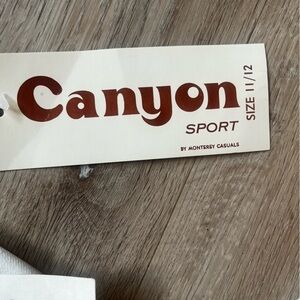 Canyon
SPORT
BY MONTEREY CASUALS
SIZE 11/12